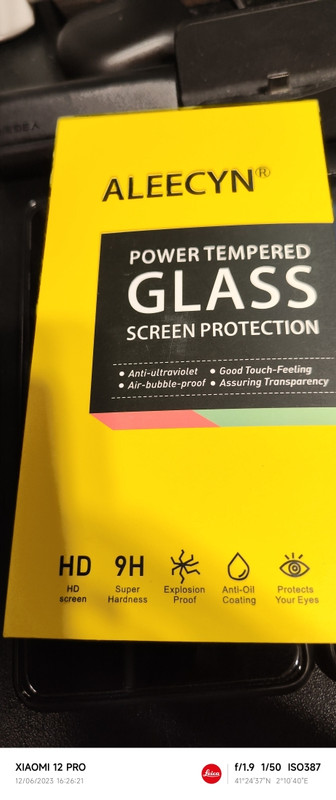 ALEECYN®
POWER TEMPERED
GLASS
SCREEN PROTECTION
• Anti-ultraviolet • Good Touch-Feeling
• Air-bubble-proof • Assuring Transparency
HD 9H
HD screen
Super Hardness
Explosion Proof
Anti-Oil Coating
Protects Your Eyes
XIAOMI 12 PRO
12/06/2023 16:26:21
Leica
f/1.9 1/50 ISO387
41°24'37"N 2°10'40"E